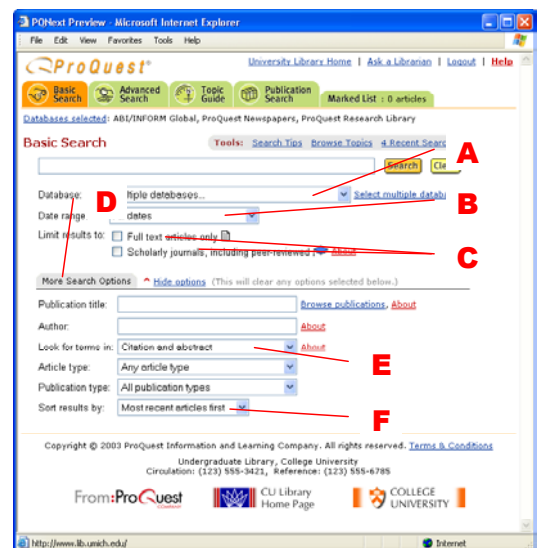 PQNext Preview - Microsoft Internet Explorer
File Edit View Favorites Tools Help
ProQuest®
University Library Home | Ask a Librarian | Logout | Help
Basic Search
Advanced Search
Topic Guide
Publication Search
Marked List : 0 articles
Databases selected: ABI/INFORM Global, ProQuest Newspapers, ProQuest Research Library
Basic Search
Tools: Search Tips Browse Topics 4 Recent Searc
Search Cle
A
Database: tiple databases... Select multiple datab
D
B
Date range dates
Limit results to: Full text articles only
C
Scholarly journals, including peer-reviewed About
More Search Options Hide options (This will clear any options selected below.)
Publication title: Browse publications, About
Author: About
Look for terms in: Citation and abstract About
E
Article type: Any article type
Publication type: All publication types
Sort results by: Most recent articles first
F
Copyright © 2003 ProQuest Information and Learning Company. All rights reserved. Terms & Conditions
Undergraduate Library, College University
Circulation: (123) 555-3421, Reference: (123) 555-6785
From:ProQuest
COMPANY
CU Library
Home Page
COLLEGE
UNIVERSITY
http://www.lib.umich.edu/ Internet